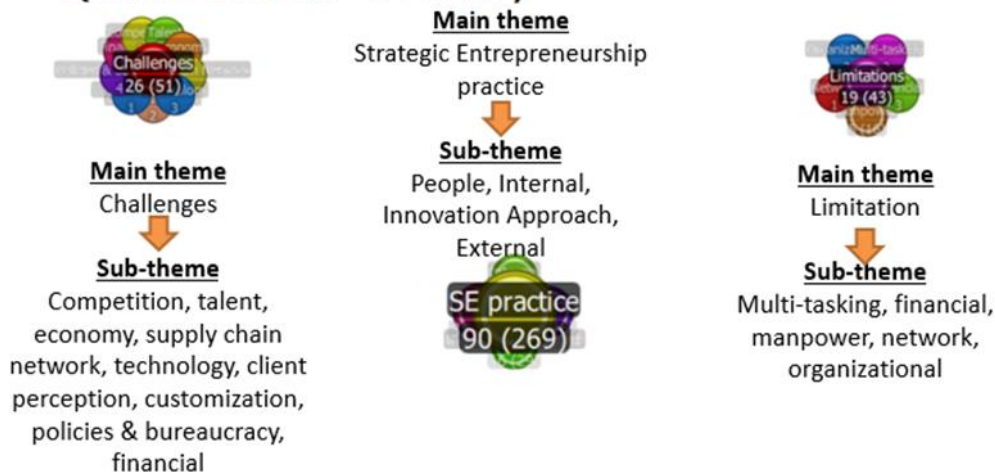 Challenges
26 (51)
Main theme
Challenges
Sub-theme
Competition, talent,
economy, supply chain
network, technology, client
perception, customization,
policies & bureaucracy,
financial
Main theme
Strategic Entrepreneurship
practice
Sub-theme
People, Internal,
Innovation Approach,
External
SE practice
90 (269)
Limitations
19 (43)
Main theme
Limitation
Sub-theme
Multi-tasking, financial,
manpower, network,
organizational